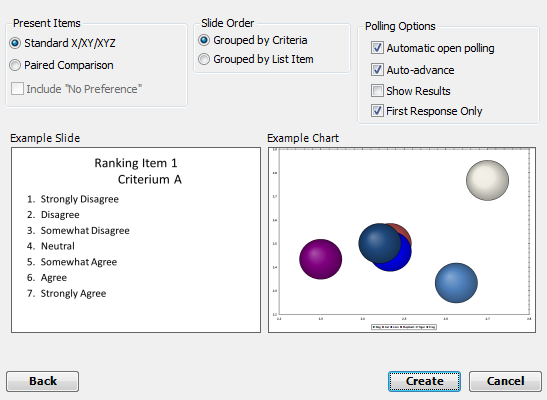 Present Items
Standard X/XY/XYZ
Paired Comparison
Include "No Preference"
Slide Order
Grouped by Criteria
Grouped by List Item
Polling Options
Automatic open polling
Auto-advance
Show Results
First Response Only
Example Slide
Ranking Item 1
Criterium A
1. Strongly Disagree
2. Disagree
3. Somewhat Disagree
4. Neutral
5. Somewhat Agree
6. Agree
7. Strongly Agree
Example Chart
Back
Create
Cancel